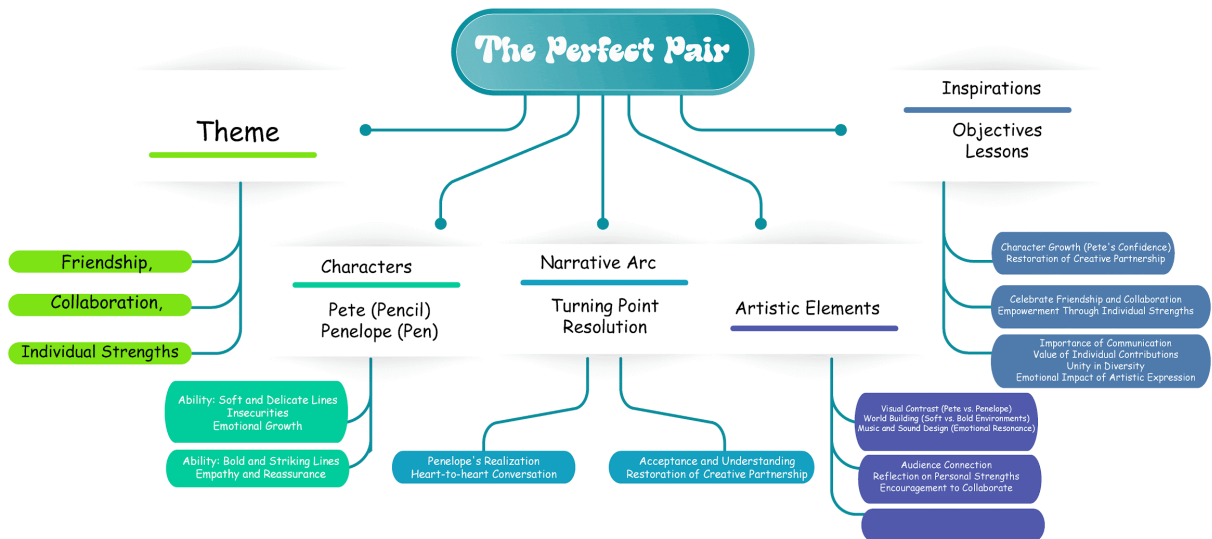 The Perfect Pair
Theme
Friendship,
Collaboration,
Individual Strengths
Characters
Pete (Pencil)
Penelope (Pen)
Ability: Soft and Delicate Lines
Insecurities
Emotional Growth
Ability: Bold and Striking Lines
Empathy and Reassurance
Narrative Arc
Turning Point
Resolution
Penelope's Realization
Heart-to-heart Conversation
Acceptance and Understanding
Restoration of Creative Partnership
Artistic Elements
Visual Contrast (Pete vs. Penelope)
World Building (Soft vs. Bold Environments)
Music and Sound Design (Emotional Resonance)
Audience Connection
Reflection on Personal Strengths
Encouragement to Collaborate
Inspirations
Objectives
Lessons
Character Growth (Pete's Confidence)
Restoration of Creative Partnership
Celebrate Friendship and Collaboration
Empowerment Through Individual Strengths
Importance of Communication
Value of Individual Contributions
Unity in Diversity
Emotional Impact of Artistic Expression